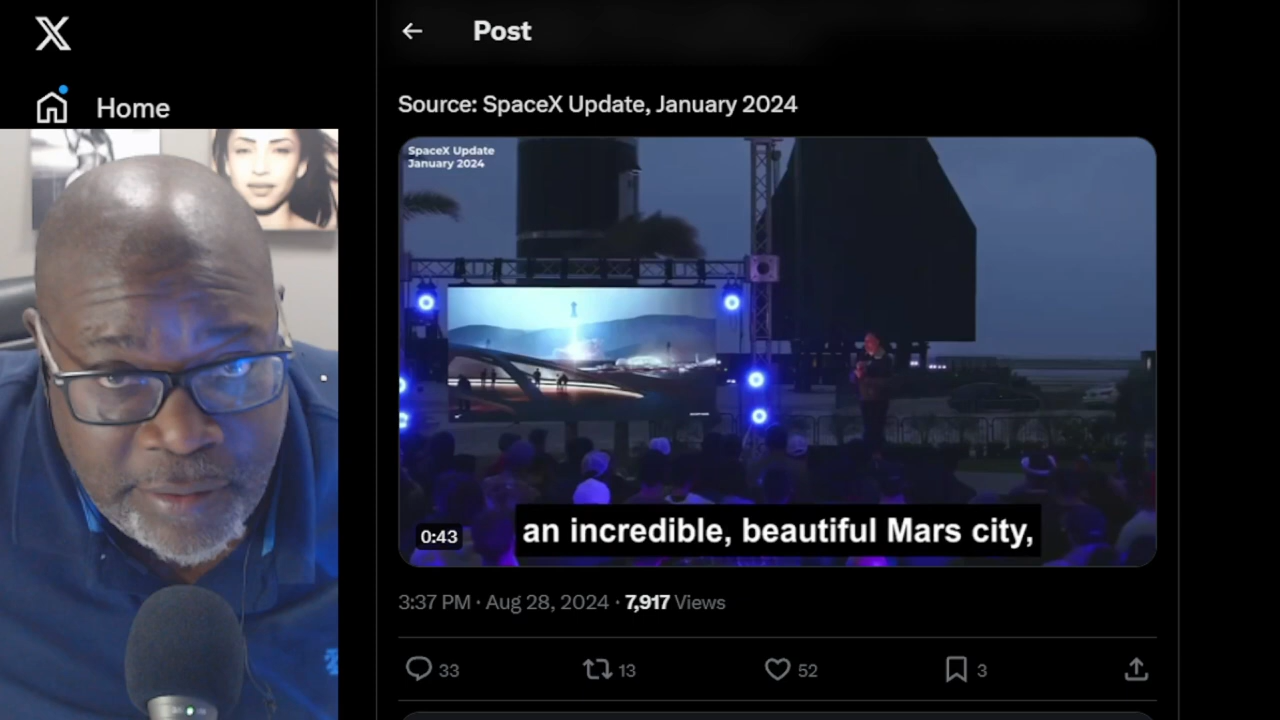 X
Home
Post
Source: SpaceX Update, January 2024
SpaceX Update
January 2024
0:43
an incredible, beautiful Mars city,
3:37 PM · Aug 28, 2024 · 7,917 Views
33
13
52
3